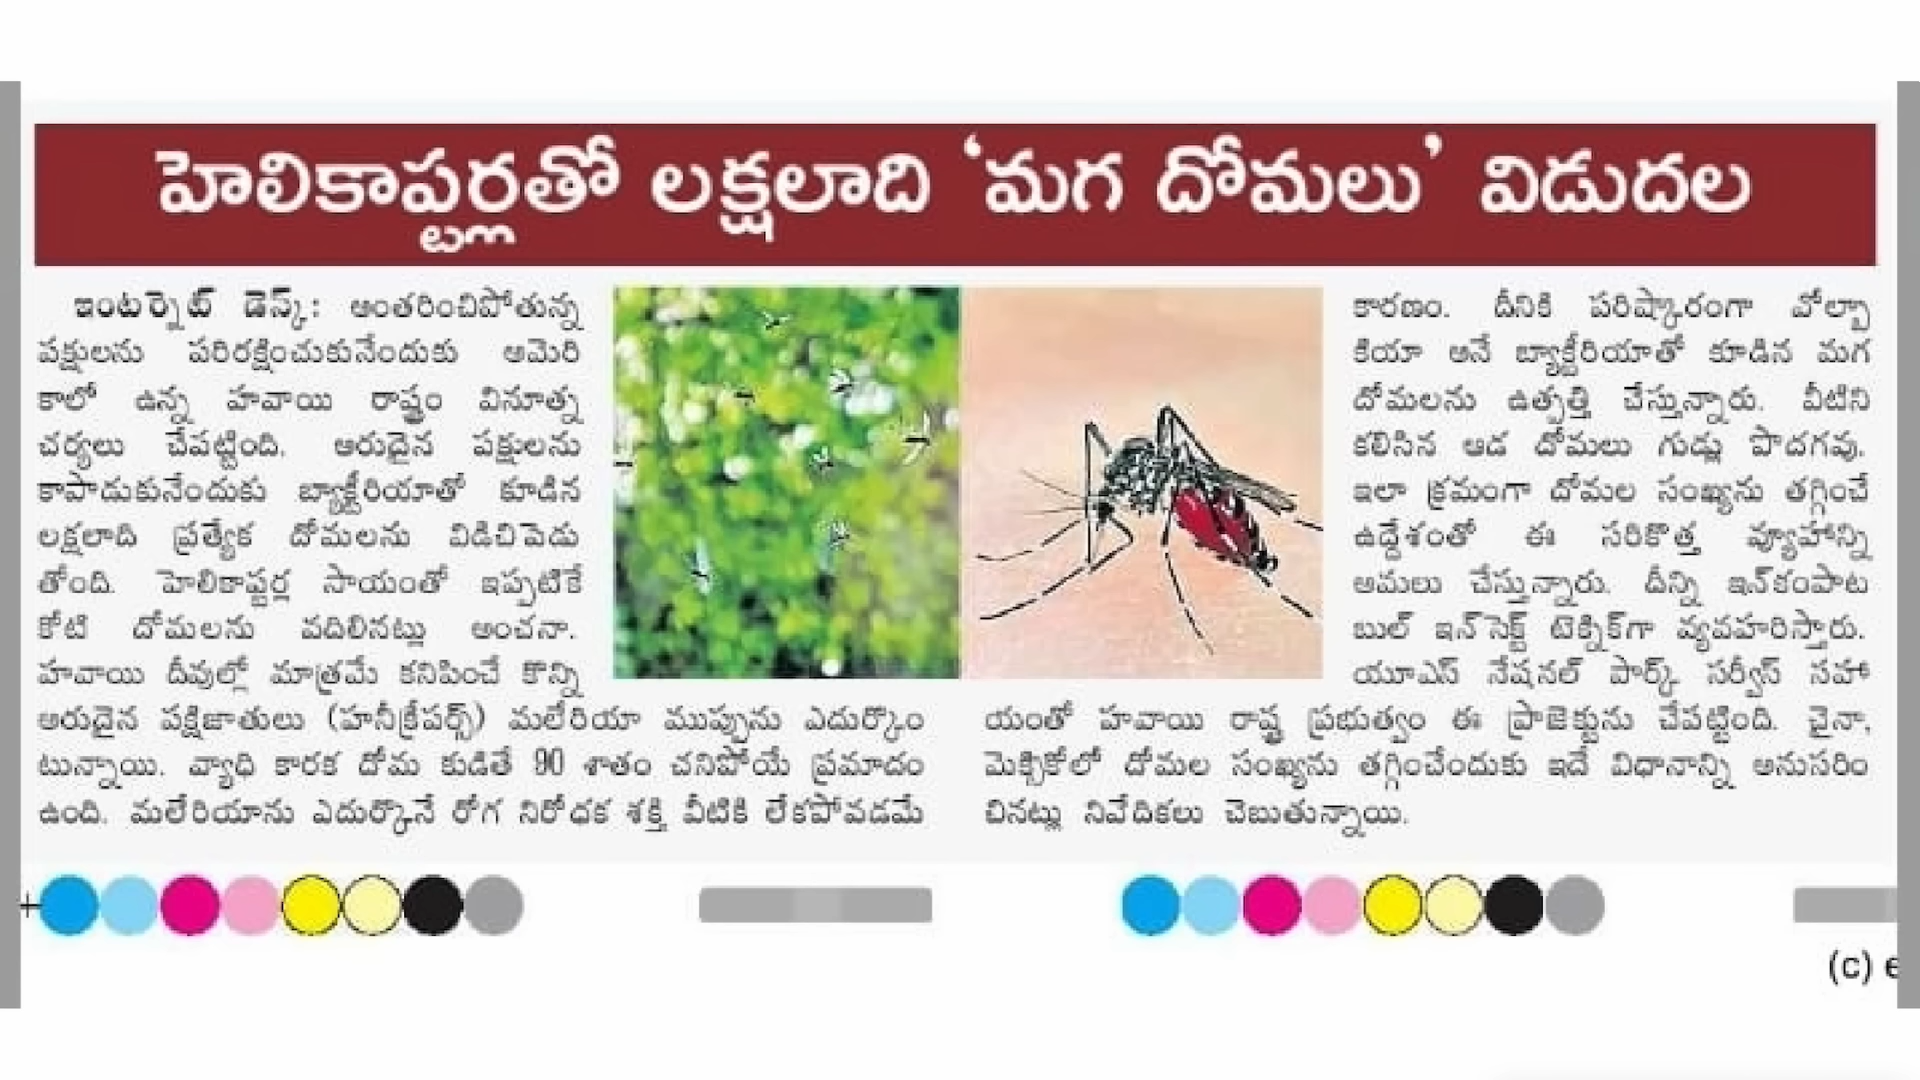 హెలికాప్టర్లతో లక్షలాది ‘మగ దోమలు’ విడుదల
ఇంటర్నెట్ డెస్క్: అంతరించిపోతున్న
పక్షులను పరిరక్షించుకునేందుకు అమెరి
కాలో ఉన్న హవాయి రాష్ట్రం వినూత్న
చర్యలు చేపట్టింది. అరుదైన పక్షులను
కాపాడుకునేందుకు బ్యాక్టీరియాతో కూడిన
లక్షలాది ప్రత్యేక దోమలను విడిచిపెడు
తోంది. హెలికాప్టర్ల సాయంతో ఇప్పటికే
కోటి దోమలను వదిలినట్లు అంచనా.
హవాయి దీవుల్లో మాత్రమే కనిపించే కొన్ని
అరుదైన పక్షిజాతులు (హనీక్రీపర్స్) మలేరియా ముప్పును ఎదుర్కొం
టున్నాయి. వ్యాధి కారక దోమ కుడితే 90 శాతం చనిపోయే ప్రమాదం
ఉంది. మలేరియాను ఎదుర్కొనే రోగ నిరోధక శక్తి వీటికి లేకపోవడమే
కారణం. దీనికి పరిష్కారంగా వోల్బా
కియా అనే బ్యాక్టీరియాతో కూడిన మగ
దోమలను ఉత్పత్తి చేస్తున్నారు. వీటిని
కలిసిన ఆడ దోమలు గుడ్లు పొదగవు.
ఇలా క్రమంగా దోమల సంఖ్యను తగ్గించే
ఉద్దేశంతో ఈ సరికొత్త వ్యూహాన్ని
అమలు చేస్తున్నారు. దీన్ని ఇన్‌కంపాట
బుల్ ఇన్‌సెక్ట్ టెక్నిక్‌గా వ్యవహరిస్తారు.
యూఎస్ నేషనల్ పార్క్ సర్వీస్ సహా
యంతో హవాయి రాష్ట్ర ప్రభుత్వం ఈ ప్రాజెక్టును చేపట్టింది. చైనా,
మెక్సికోలో దోమల సంఖ్యను తగ్గించేందుకు ఇదే విధానాన్ని అనుసరిం
చినట్లు నివేదికలు చెబుతున్నాయి.
(c) e